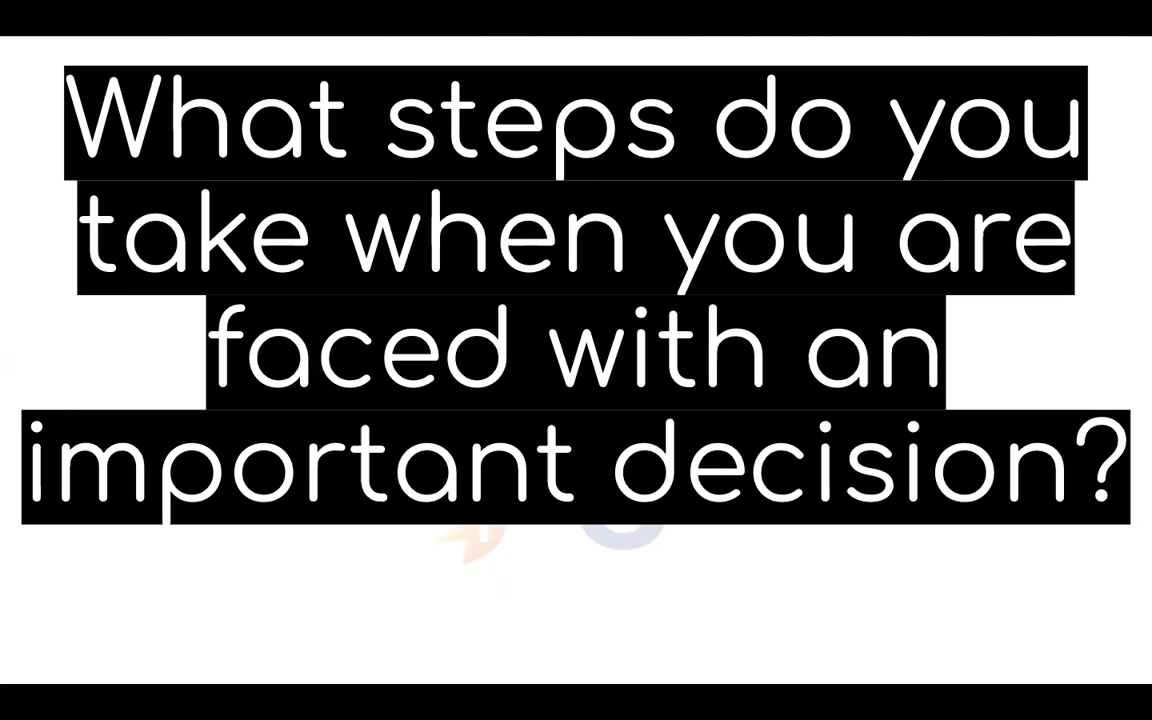 What steps do you
take when you are
faced with an
important decision?